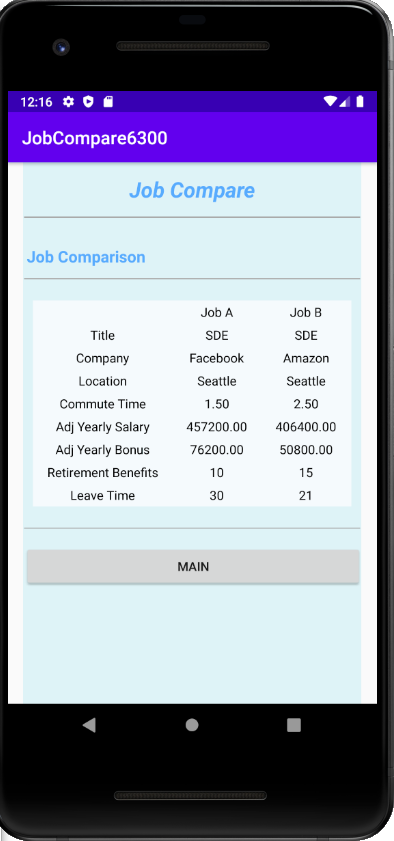 12:16
JobCompare6300
Job Compare
Job Comparison
Job A Job B
Title SDE SDE
Company Facebook Amazon
Location Seattle Seattle
Commute Time 1.50 2.50
Adj Yearly Salary 457200.00 406400.00
Adj Yearly Bonus 76200.00 50800.00
Retirement Benefits 10 15
Leave Time 30 21
MAIN